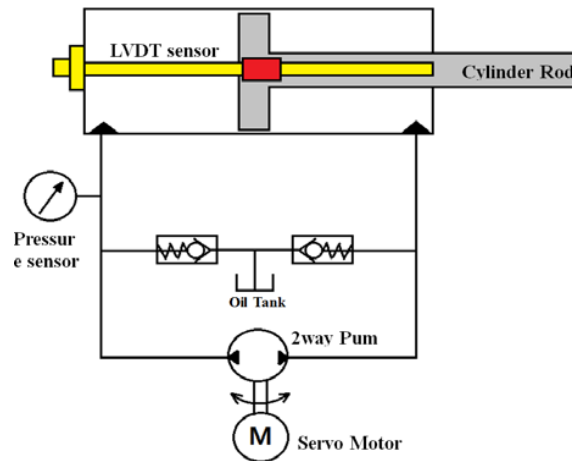 LVDT sensor
Cylinder Rod
Pressur
e sensor
Oil Tank
2way Pum
M
Servo Motor